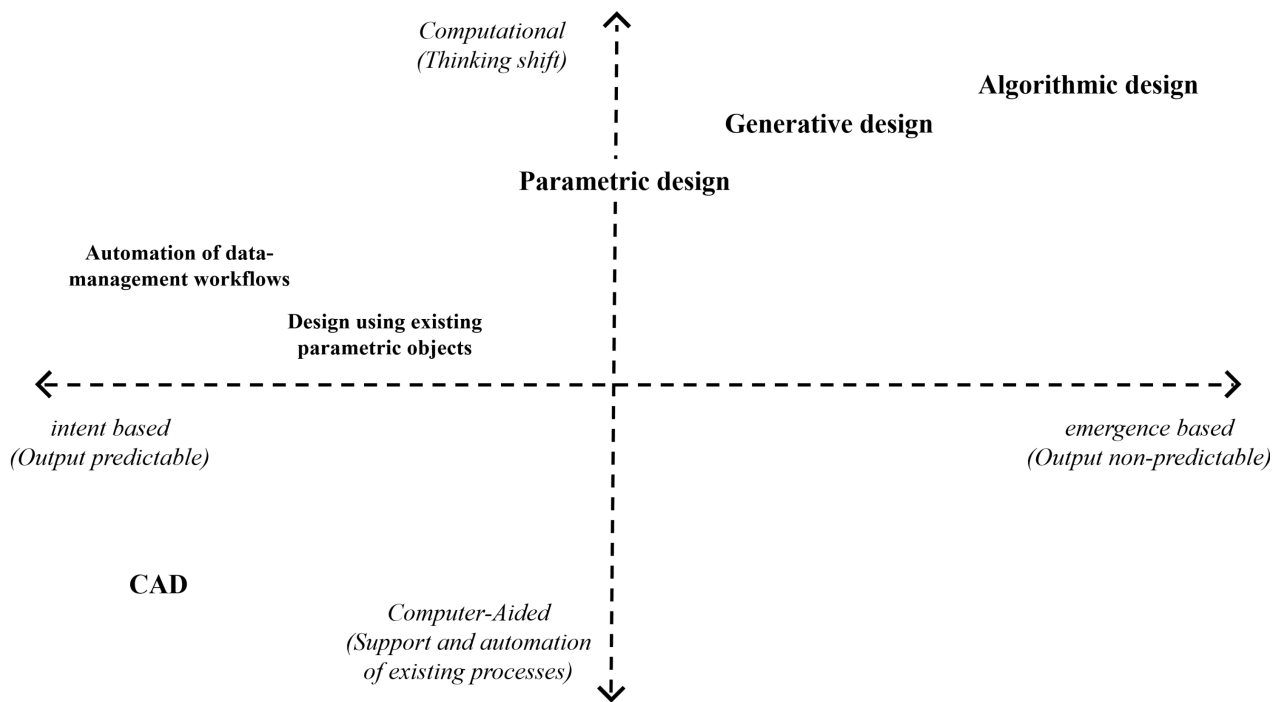 Computational
(Thinking shift)
Algorithmic design
Generative design
Parametric design
Automation of data-
management workflows
Design using existing
parametric objects
intent based
(Output predictable)
emergence based
(Output non-predictable)
CAD
Computer-Aided
(Support and automation
of existing processes)